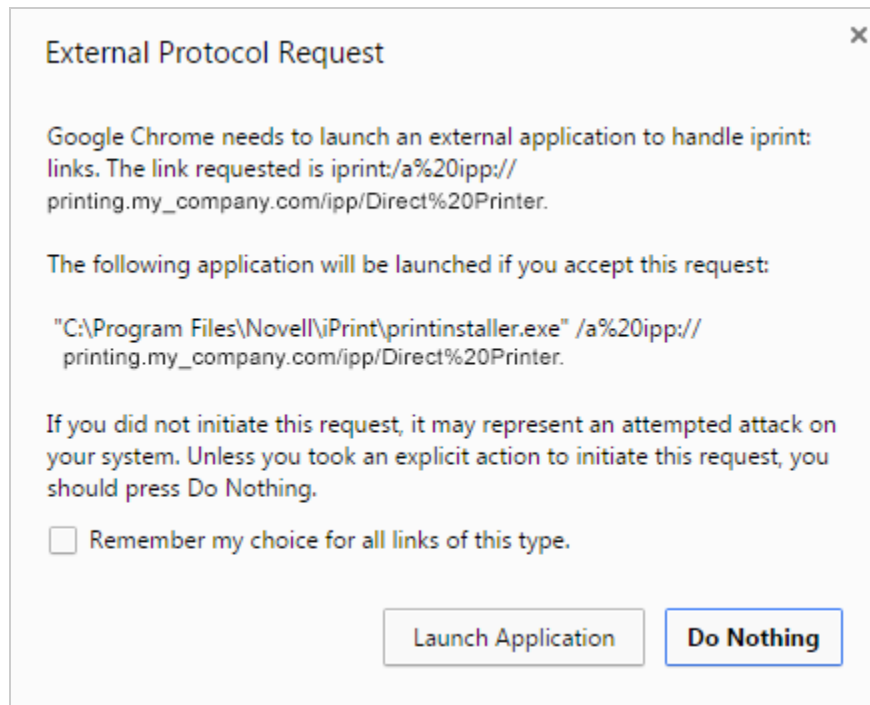 External Protocol Request
Google Chrome needs to launch an external application to handle iprint:
links. The link requested is iprint:/a%20ipp://
printing.my_company.com/ipp/Direct%20Printer.
The following application will be launched if you accept this request:
"C:\Program Files\Novell\iPrint\printinstaller.exe" /a%20ipp://
printing.my_company.com/ipp/Direct%20Printer.
If you did not initiate this request, it may represent an attempted attack on
your system. Unless you took an explicit action to initiate this request, you
should press Do Nothing.
Remember my choice for all links of this type.
Launch Application
Do Nothing